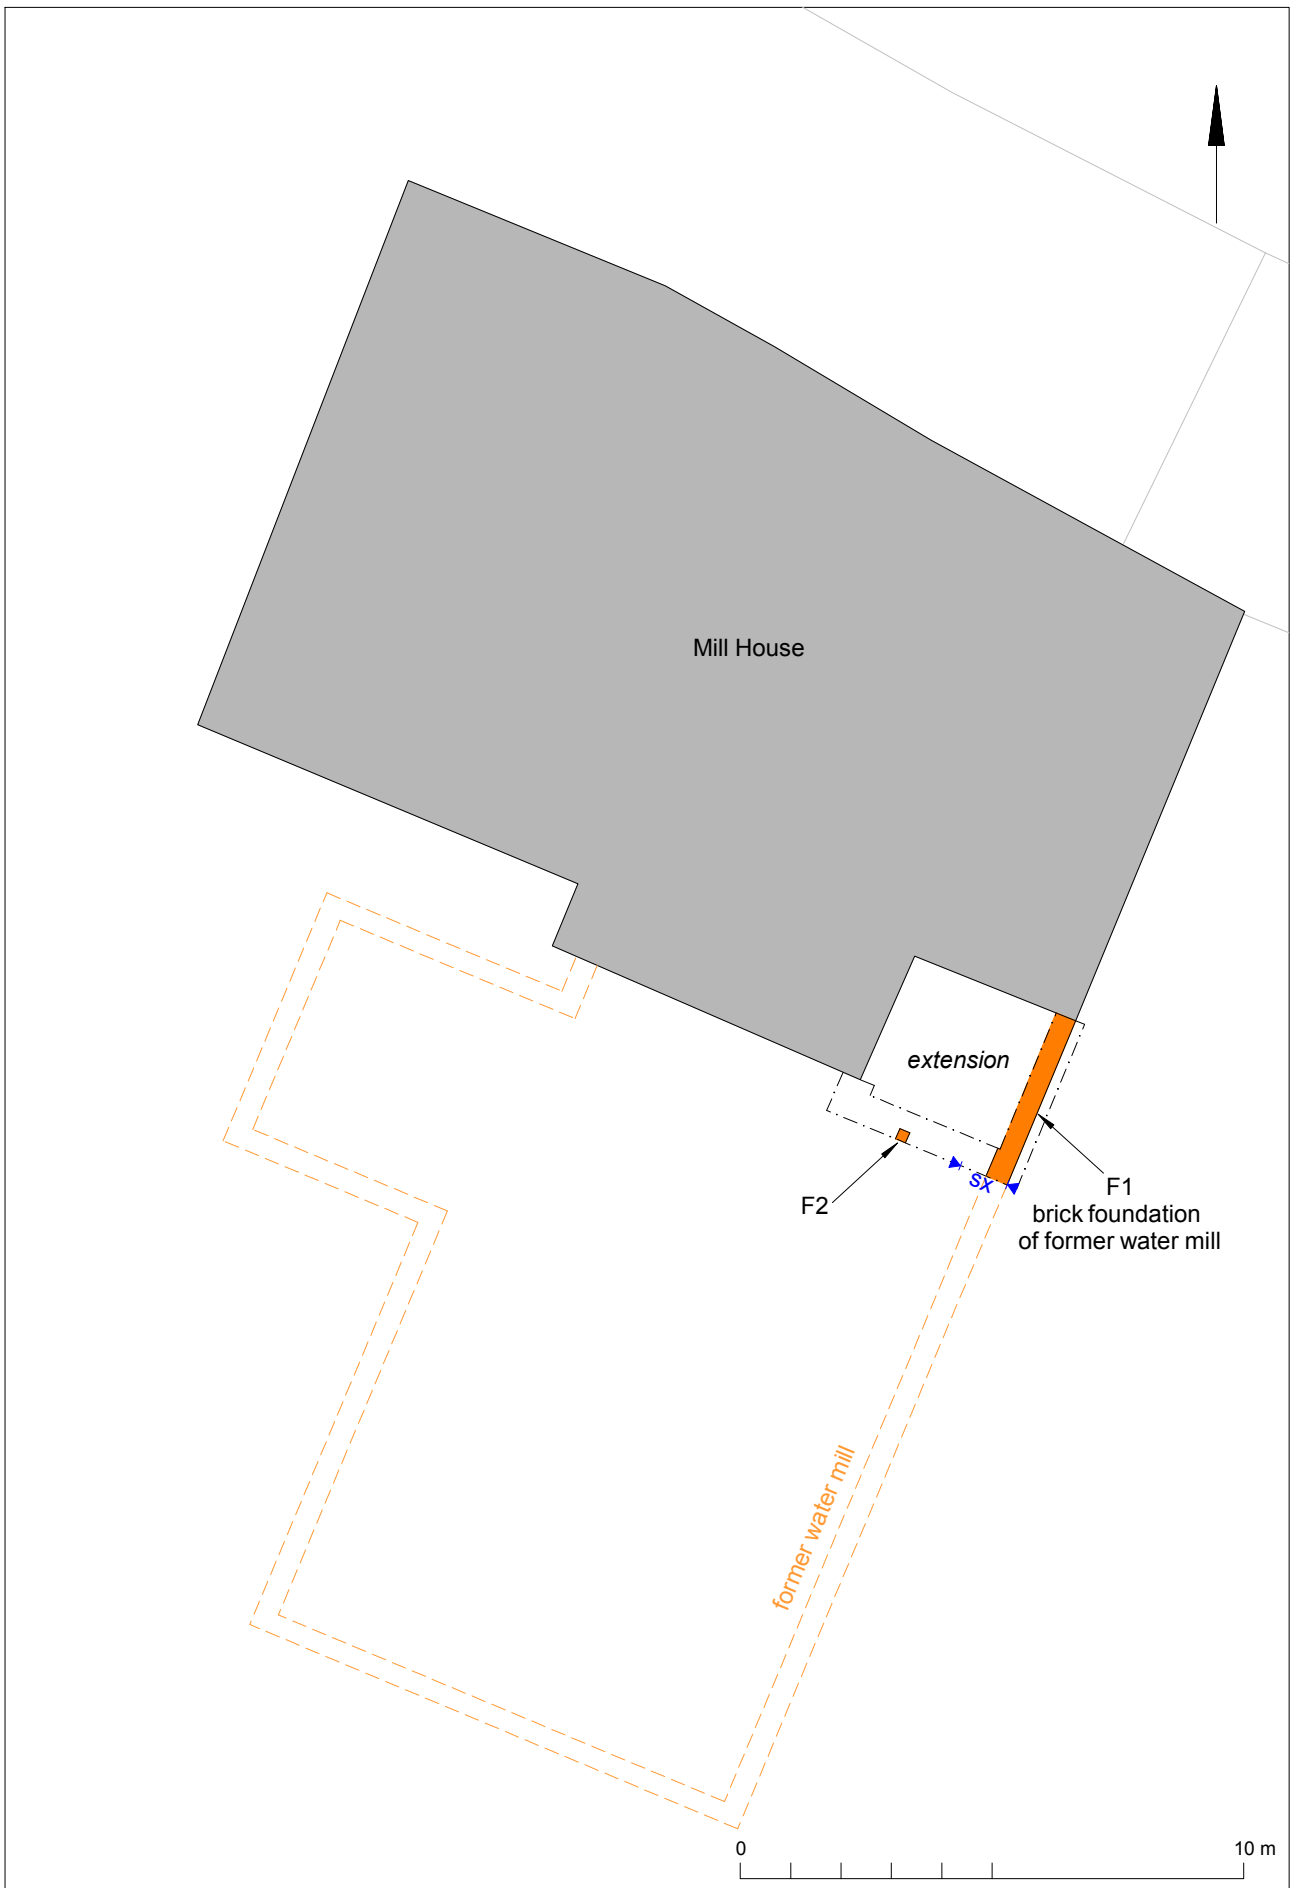 Mill House
extension
F2
sx
F1
brick foundation
of former water mill
former water mill
0
10 m